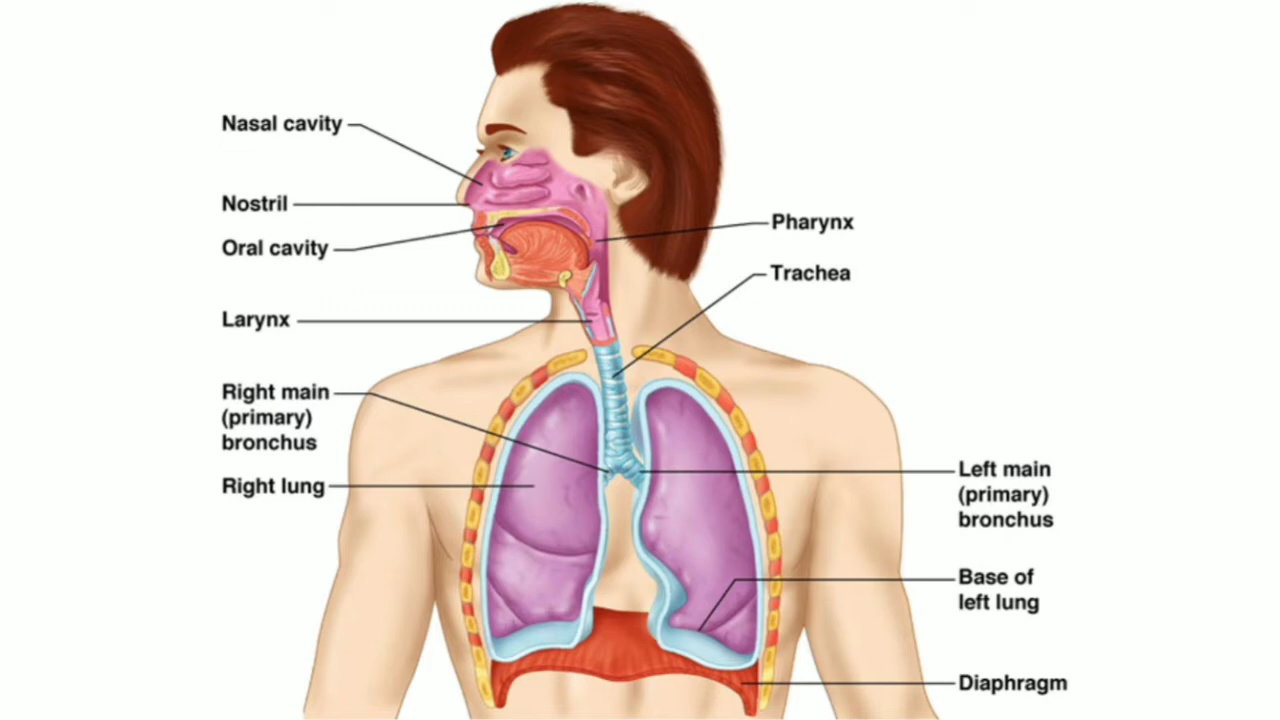 Nasal cavity
Nostril
Oral cavity
Larynx
Right main
(primary)
bronchus
Right lung
Pharynx
Trachea
Left main
(primary)
bronchus
Base of
left lung
Diaphragm